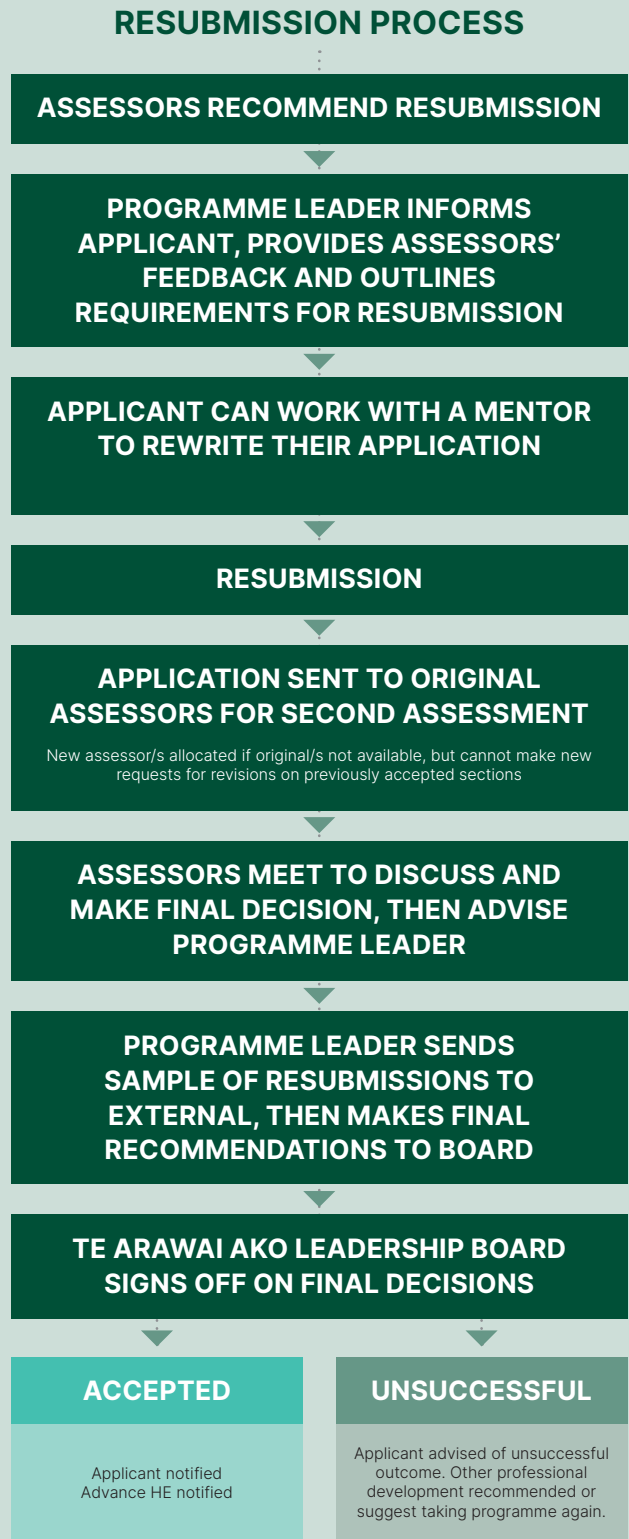 RESUBMISSION PROCESS
ASSESSORS RECOMMEND RESUBMISSION
PROGRAMME LEADER INFORMS
APPLICANT, PROVIDES ASSESSORS’
FEEDBACK AND OUTLINES
REQUIREMENTS FOR RESUBMISSION
APPLICANT CAN WORK WITH A MENTOR
TO REWRITE THEIR APPLICATION
RESUBMISSION
APPLICATION SENT TO ORIGINAL
ASSESSORS FOR SECOND ASSESSMENT
New assessor/s allocated if original/s not available, but cannot make new
requests for revisions on previously accepted sections
ASSESSORS MEET TO DISCUSS AND
MAKE FINAL DECISION, THEN ADVISE
PROGRAMME LEADER
PROGRAMME LEADER SENDS
SAMPLE OF RESUBMISSIONS TO
EXTERNAL, THEN MAKES FINAL
RECOMMENDATIONS TO BOARD
TE ARAWAI AKO LEADERSHIP BOARD
SIGNS OFF ON FINAL DECISIONS
ACCEPTED
Applicant notified
Advance HE notified
UNSUCCESSFUL
Applicant advised of unsuccessful
outcome. Other professional
development recommended or
suggest taking programme again.